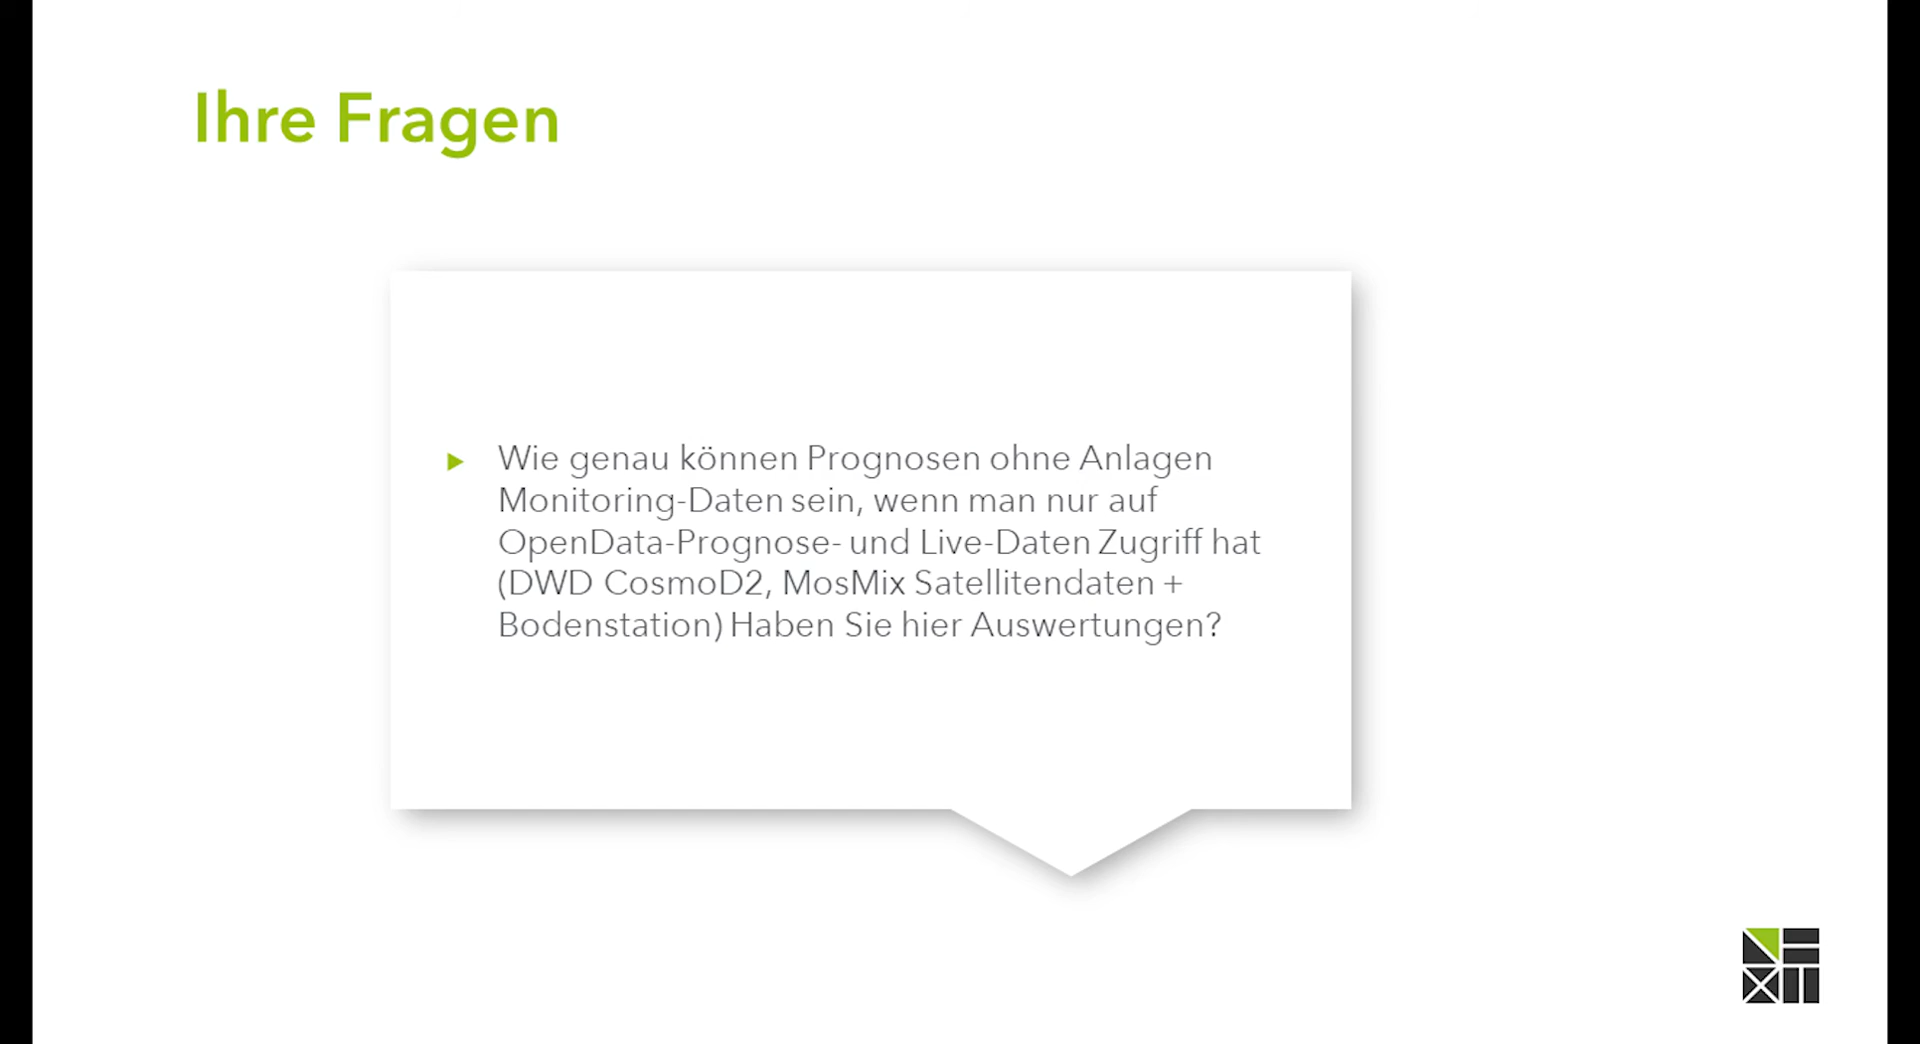 Ihre Fragen
Wie genau können Prognosen ohne Anlagen
Monitoring-Daten sein, wenn man nur auf
OpenData-Prognose- und Live-Daten Zugriff hat
(DWD CosmoD2, MosMix Satellitendaten +
Bodenstation) Haben Sie hier Auswertungen?
NEXT